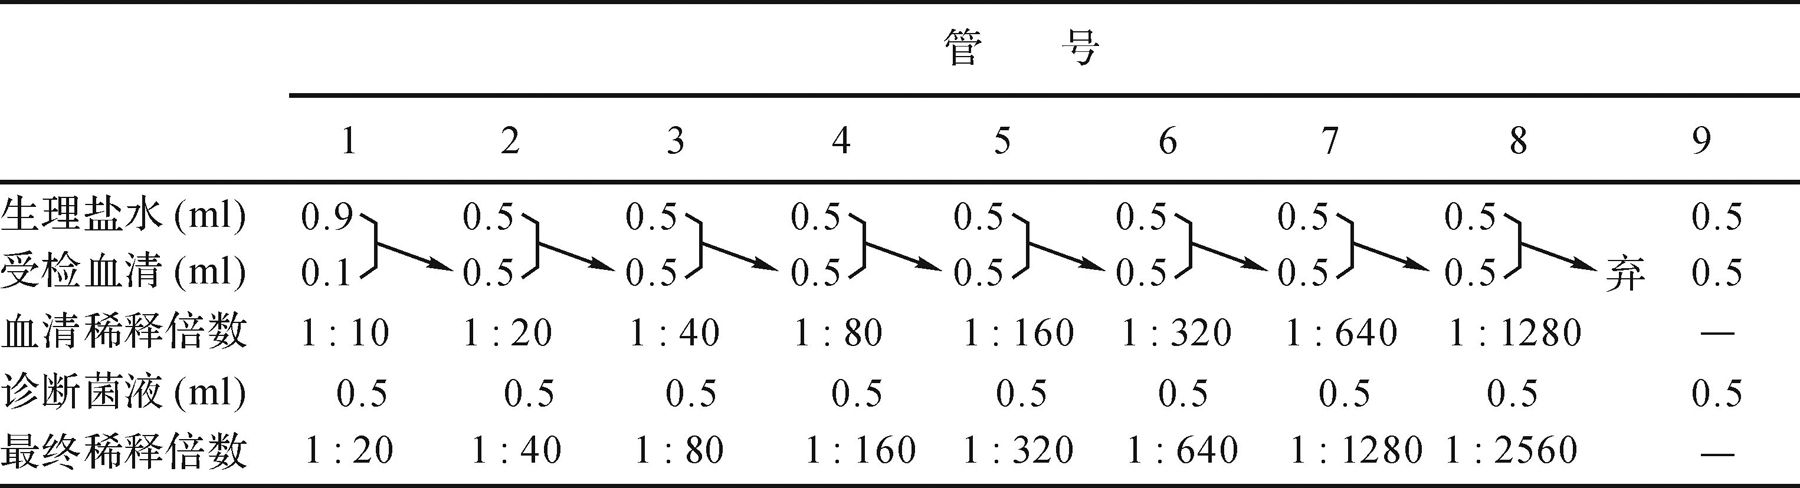 管 号
1 2 3 4 5 6 7 8 9
生理盐水 (ml) 0.9 0.5 0.5 0.5 0.5 0.5 0.5 0.5 0.5
受检血清 (ml) 0.1 0.5 0.5 0.5 0.5 0.5 0.5 0.5 弃 0.5
血清稀释倍数 1 : 10 1 : 20 1 : 40 1 : 80 1 : 160 1 : 320 1 : 640 1 : 1280 —
诊断菌液 (ml) 0.5 0.5 0.5 0.5 0.5 0.5 0.5 0.5 0.5
最终稀释倍数 1 : 20 1 : 40 1 : 80 1 : 160 1 : 320 1 : 640 1 : 1280 1 : 2560 —